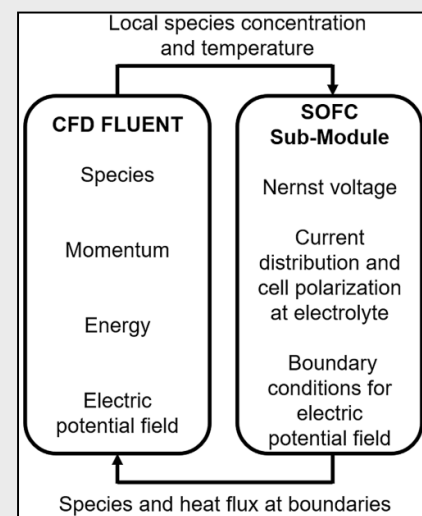 Local species concentration
and temperature
CFD FLUENT
Species
Momentum
Energy
Electric
potential field
SOFC
Sub-Module
Nernst voltage
Current
distribution and
cell polarization
at electrolyte
Boundary
conditions for
electric
potential field
Species and heat flux at boundaries